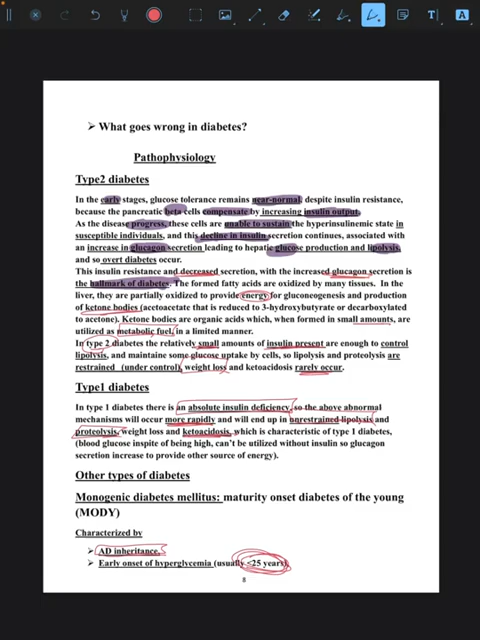 ➢ What goes wrong in diabetes?
Pathophysiology
Type2 diabetes
In the early stages, glucose tolerance remains near-normal, despite insulin resistance,
because the pancreatic beta cells compensate by increasing insulin output.
As the disease progress, these cells are unable to sustain the hyperinsulinemic state in
susceptible individuals, and this decline in insulin secretion continues, associated with
an increase in glucagon secretion leading to hepatic glucose production and lipolysis,
and so overt diabetes occur.
This insulin resistance and decreased secretion, with the increased glucagon secretion is
the hallmark of diabetes. The formed fatty acids are oxidized by many tissues. In the
liver, they are partially oxidized to provide energy for gluconeogenesis and production
of ketone bodies (acetoacetate that is reduced to 3-hydroxybutyrate or decarboxylated
to acetone). Ketone bodies are organic acids which, when formed in small amounts, are
utilized as metabolic fuel, in a limited manner.
In type 2 diabetes the relatively small amounts of insulin present are enough to control
lipolysis, and maintaine some glucose uptake by cells, so lipolysis and proteolysis are
restrained (under control), weight loss and ketoacidosis rarely occur.
Type1 diabetes
In type 1 diabetes there is an absolute insulin deficiency, so the above abnormal
mechanisms will occur more rapidly and will end up in unrestrained lipolysis and
proteolysis, weight loss and ketoacidosis, which is characteristic of type 1 diabetes,
(blood glucose inspite of being high, can't be utilized without insulin so glucagon
secretion increase to provide other source of energy).
Other types of diabetes
Monogenic diabetes mellitus: maturity onset diabetes of the young
(MODY)
Characterized by
➢ AD inheritance.
➢ Early onset of hyperglycemia (usually <25 years).
8